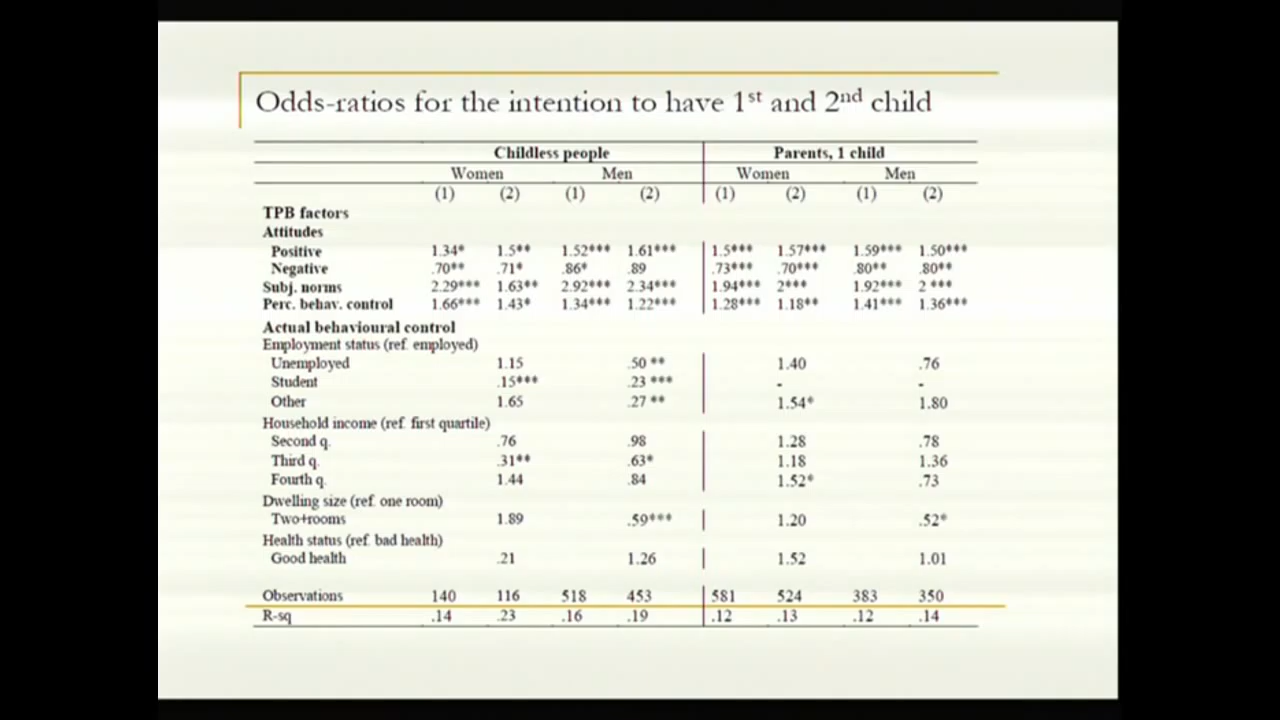 Odds-ratios for the intention to have 1st and 2nd child
Childless people Parents, 1 child
Women Men Women Men
(1) (2) (1) (2) (1) (2) (1) (2)
TPB factors
Attitudes
Positive 1.34* 1.5** 1.52*** 1.61*** 1.5*** 1.57*** 1.59*** 1.50***
Negative .70** .71* .86* .89 .73*** .70*** .80** .80**
Subj. norms 2.29*** 1.63** 2.92*** 2.34*** 1.94*** 2*** 1.92*** 2 ***
Perc. behav. control 1.66*** 1.43* 1.34*** 1.22*** 1.28*** 1.18** 1.41*** 1.36***
Actual behavioural control
Employment status (ref. employed)
Unemployed 1.15 .50 ** 1.40 .76
Student .15*** .23 *** - -
Other 1.65 .27 ** 1.54* 1.80
Household income (ref. first quartile)
Second q. .76 .98 1.28 .78
Third q. .31** .63* 1.18 1.36
Fourth q. 1.44 .84 1.52* .73
Dwelling size (ref. one room)
Two+rooms 1.89 .59*** 1.20 .52*
Health status (ref. bad health)
Good health .21 1.26 1.52 1.01
Observations 140 116 518 453 581 524 383 350
R-sq .14 .23 .16 .19 .12 .13 .12 .14